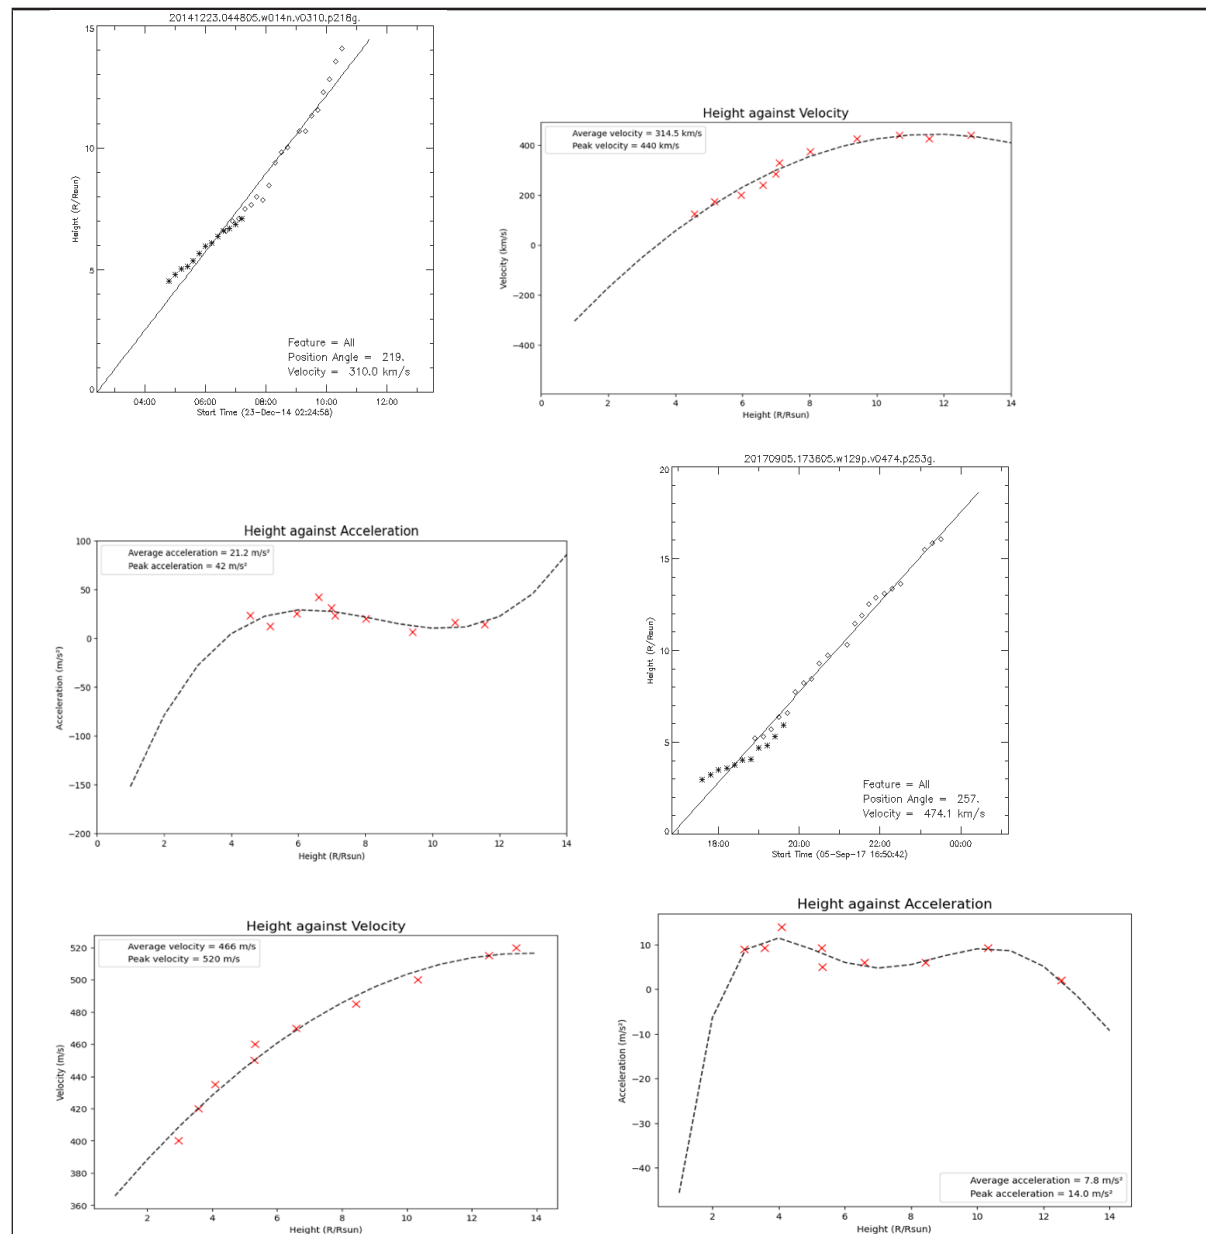 20141223.044805.w014n.v0310.p218g.
15
10
5
0
Height (R/Rsun)
Feature = All
Position Angle = 219.
Velocity = 310.0 km/s
04:00 06:00 08:00 10:00 12:00
Start Time (23-Dec-14 02:24:58)
Height against Velocity
Average velocity = 314.5 km/s
Peak velocity = 440 km/s
400
200
0
−200
−400
Velocity (km/s)
0 2 4 6 8 10 12 14
Height (R/Rsun)
Height against Acceleration
Average acceleration = 21.2 m/s²
Peak acceleration = 42 m/s²
100
50
0
−50
−100
−150
−200
Acceleration (m/s²)
0 2 4 6 8 10 12 14
Height (R/Rsun)
20170905.173605.w129p.v0474.p253g.
20
15
10
5
0
Height (R/Rsun)
Feature = All
Position Angle = 257.
Velocity = 474.1 km/s
18:00 20:00 22:00 00:00
Start Time (05-Sep-17 16:50:42)
Height against Velocity
Average velocity = 466 m/s
Peak velocity = 520 m/s
520
500
480
460
440
420
400
380
360
Velocity (m/s)
2 4 6 8 10 12 14
Height (R/Rsun)
Height against Acceleration
10
0
−10
−20
−30
−40
Acceleration (m/s²)
Average acceleration = 7.8 m/s²
Peak acceleration = 14.0 m/s²
2 4 6 8 10 12 14
Height (R/Rsun)